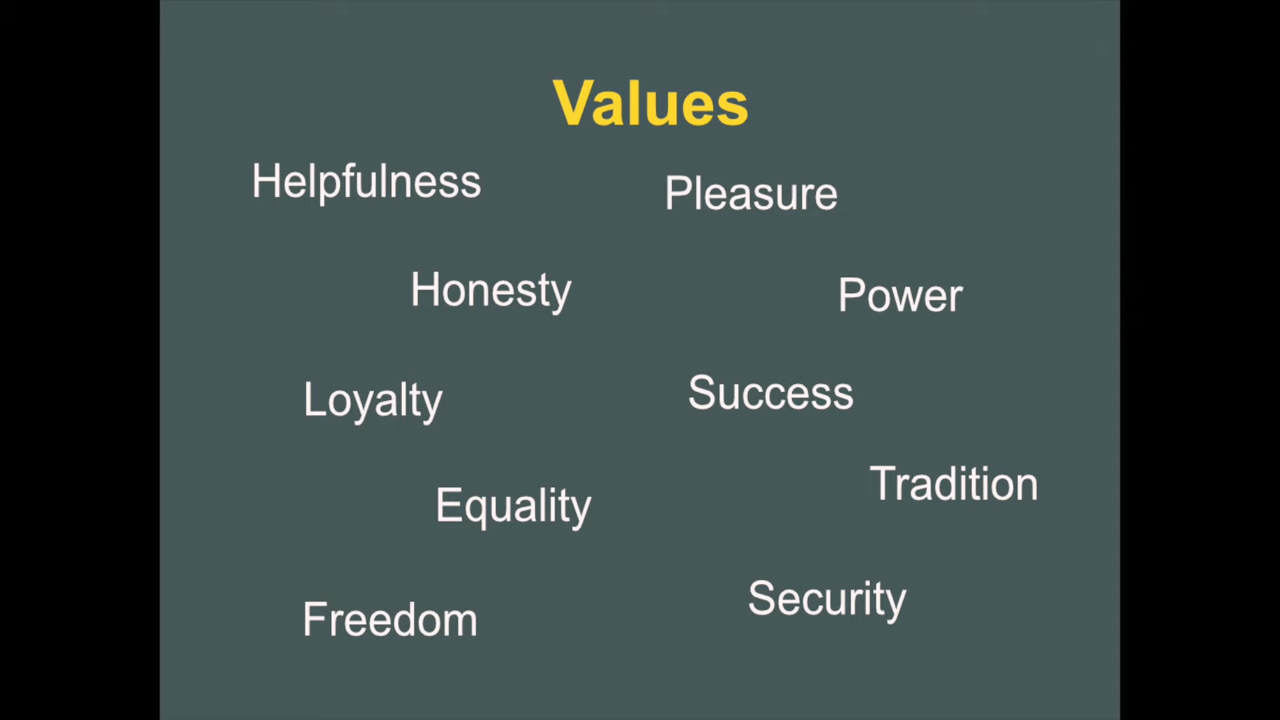 Values
Helpfulness
Pleasure
Honesty
Power
Loyalty
Success
Equality
Tradition
Freedom
Security